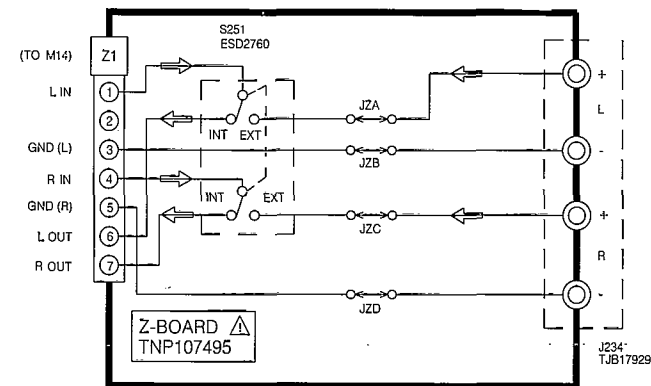 S251
ESD2760
(TO M14)
Z1
L IN
1
2
GND (L)
3
R IN
4
GND (R)
5
L OUT
6
R OUT
7
INT EXT
INT EXT
JZA
JZB
JZC
JZD
+
L
-
+
R
-
J234
TJB17929
Z-BOARD ⚠
TNP107495